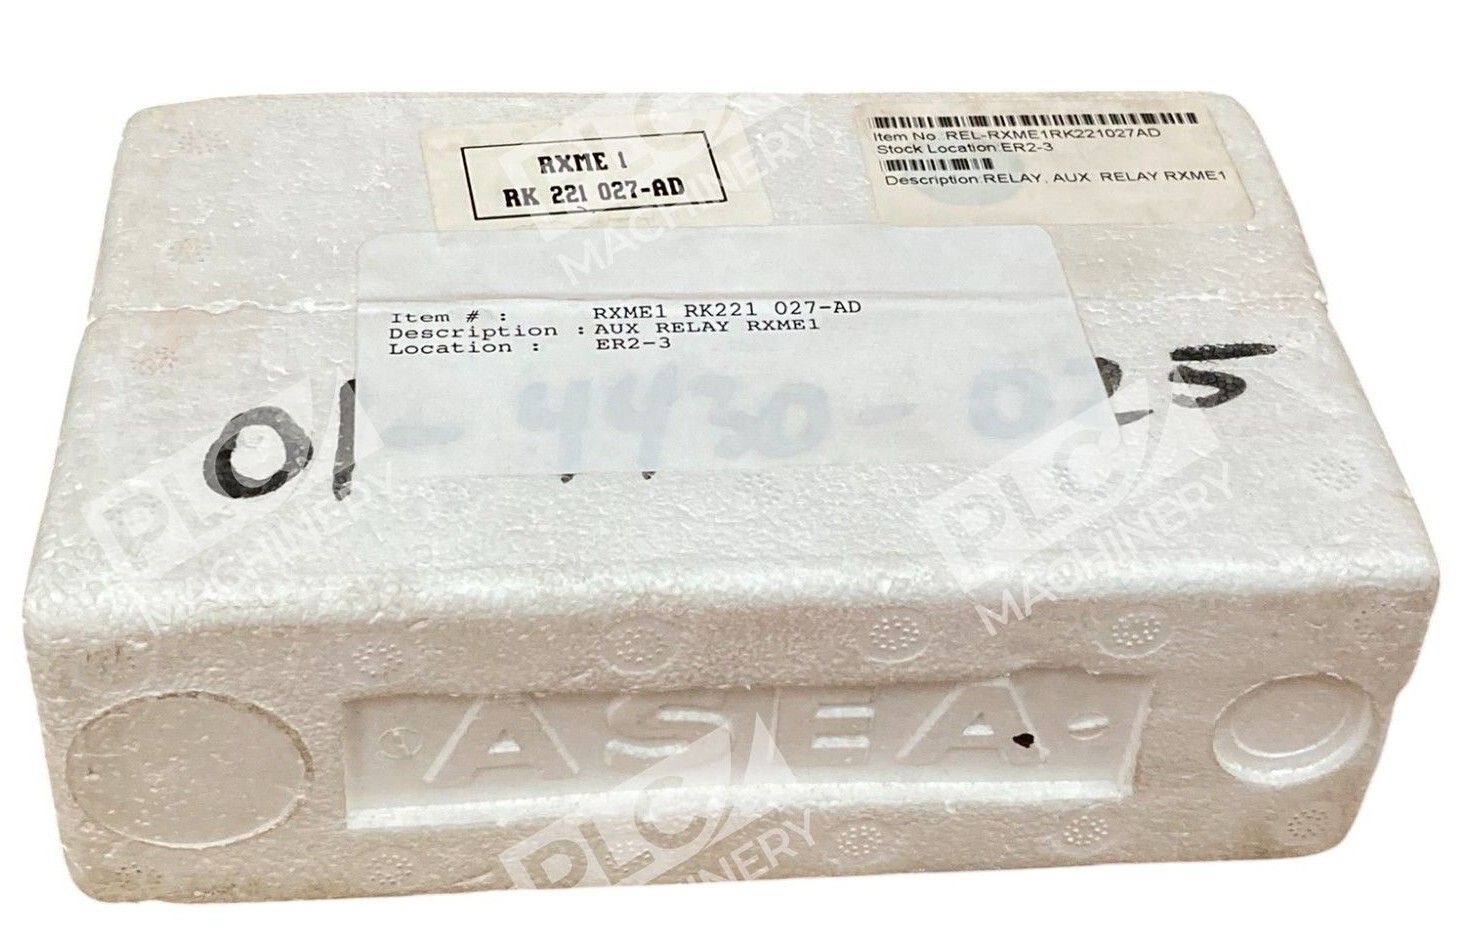 RXME 1
RK 221 027-AD
Item No.:REL-RXME1RK221027AD
Stock Location:ER2-3
Description:RELAY, AUX RELAY RXME1
Item # : RXME1 RK221 027-AD
Description : AUX RELAY RXME1
Location : ER2-3
01-4430-025
ASEA
PLC MACHINERY
PLC MACHINERY
PLC MACHINERY
PLC MACHINERY